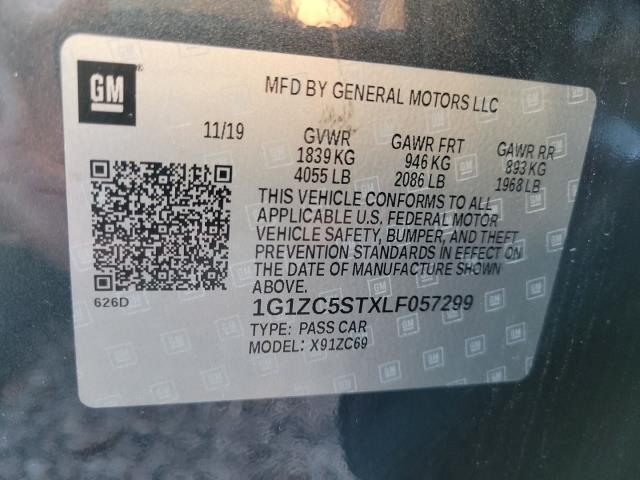 GM
MFD BY GENERAL MOTORS LLC
11/19 GVWR GAWR FRT GAWR RR
1839 KG 946 KG 893 KG
4055 LB 2086 LB 1968 LB
THIS VEHICLE CONFORMS TO ALL
APPLICABLE U.S. FEDERAL MOTOR
VEHICLE SAFETY, BUMPER, AND THEFT
PREVENTION STANDARDS IN EFFECT ON
THE DATE OF MANUFACTURE SHOWN
ABOVE.
626D
1G1ZC5STXLF057299
TYPE: PASS CAR
MODEL: X91ZC69